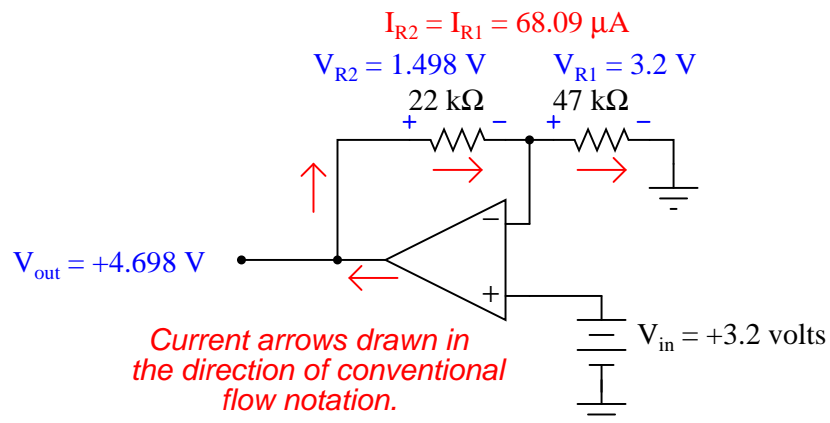 I_R2 = I_R1 = 68.09 μA
V_R2 = 1.498 V V_R1 = 3.2 V
22 kΩ 47 kΩ
+ − + −
−
V_out = +4.698 V
+
V_in = +3.2 volts
Current arrows drawn in
the direction of conventional
flow notation.